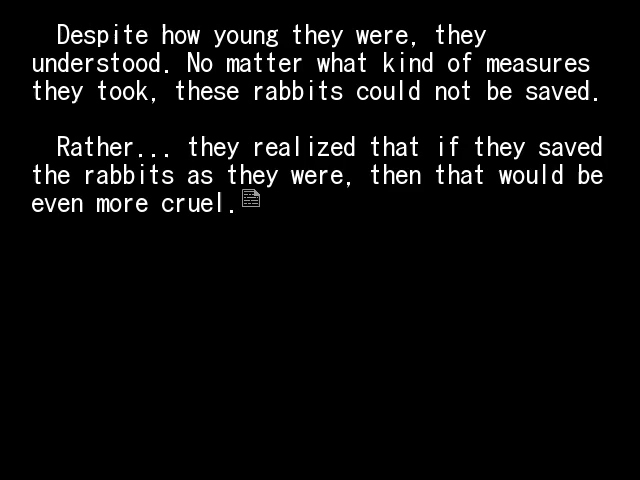 Despite how young they were, they
understood. No matter what kind of measures
they took, these rabbits could not be saved.
Rather... they realized that if they saved
the rabbits as they were, then that would be
even more cruel.